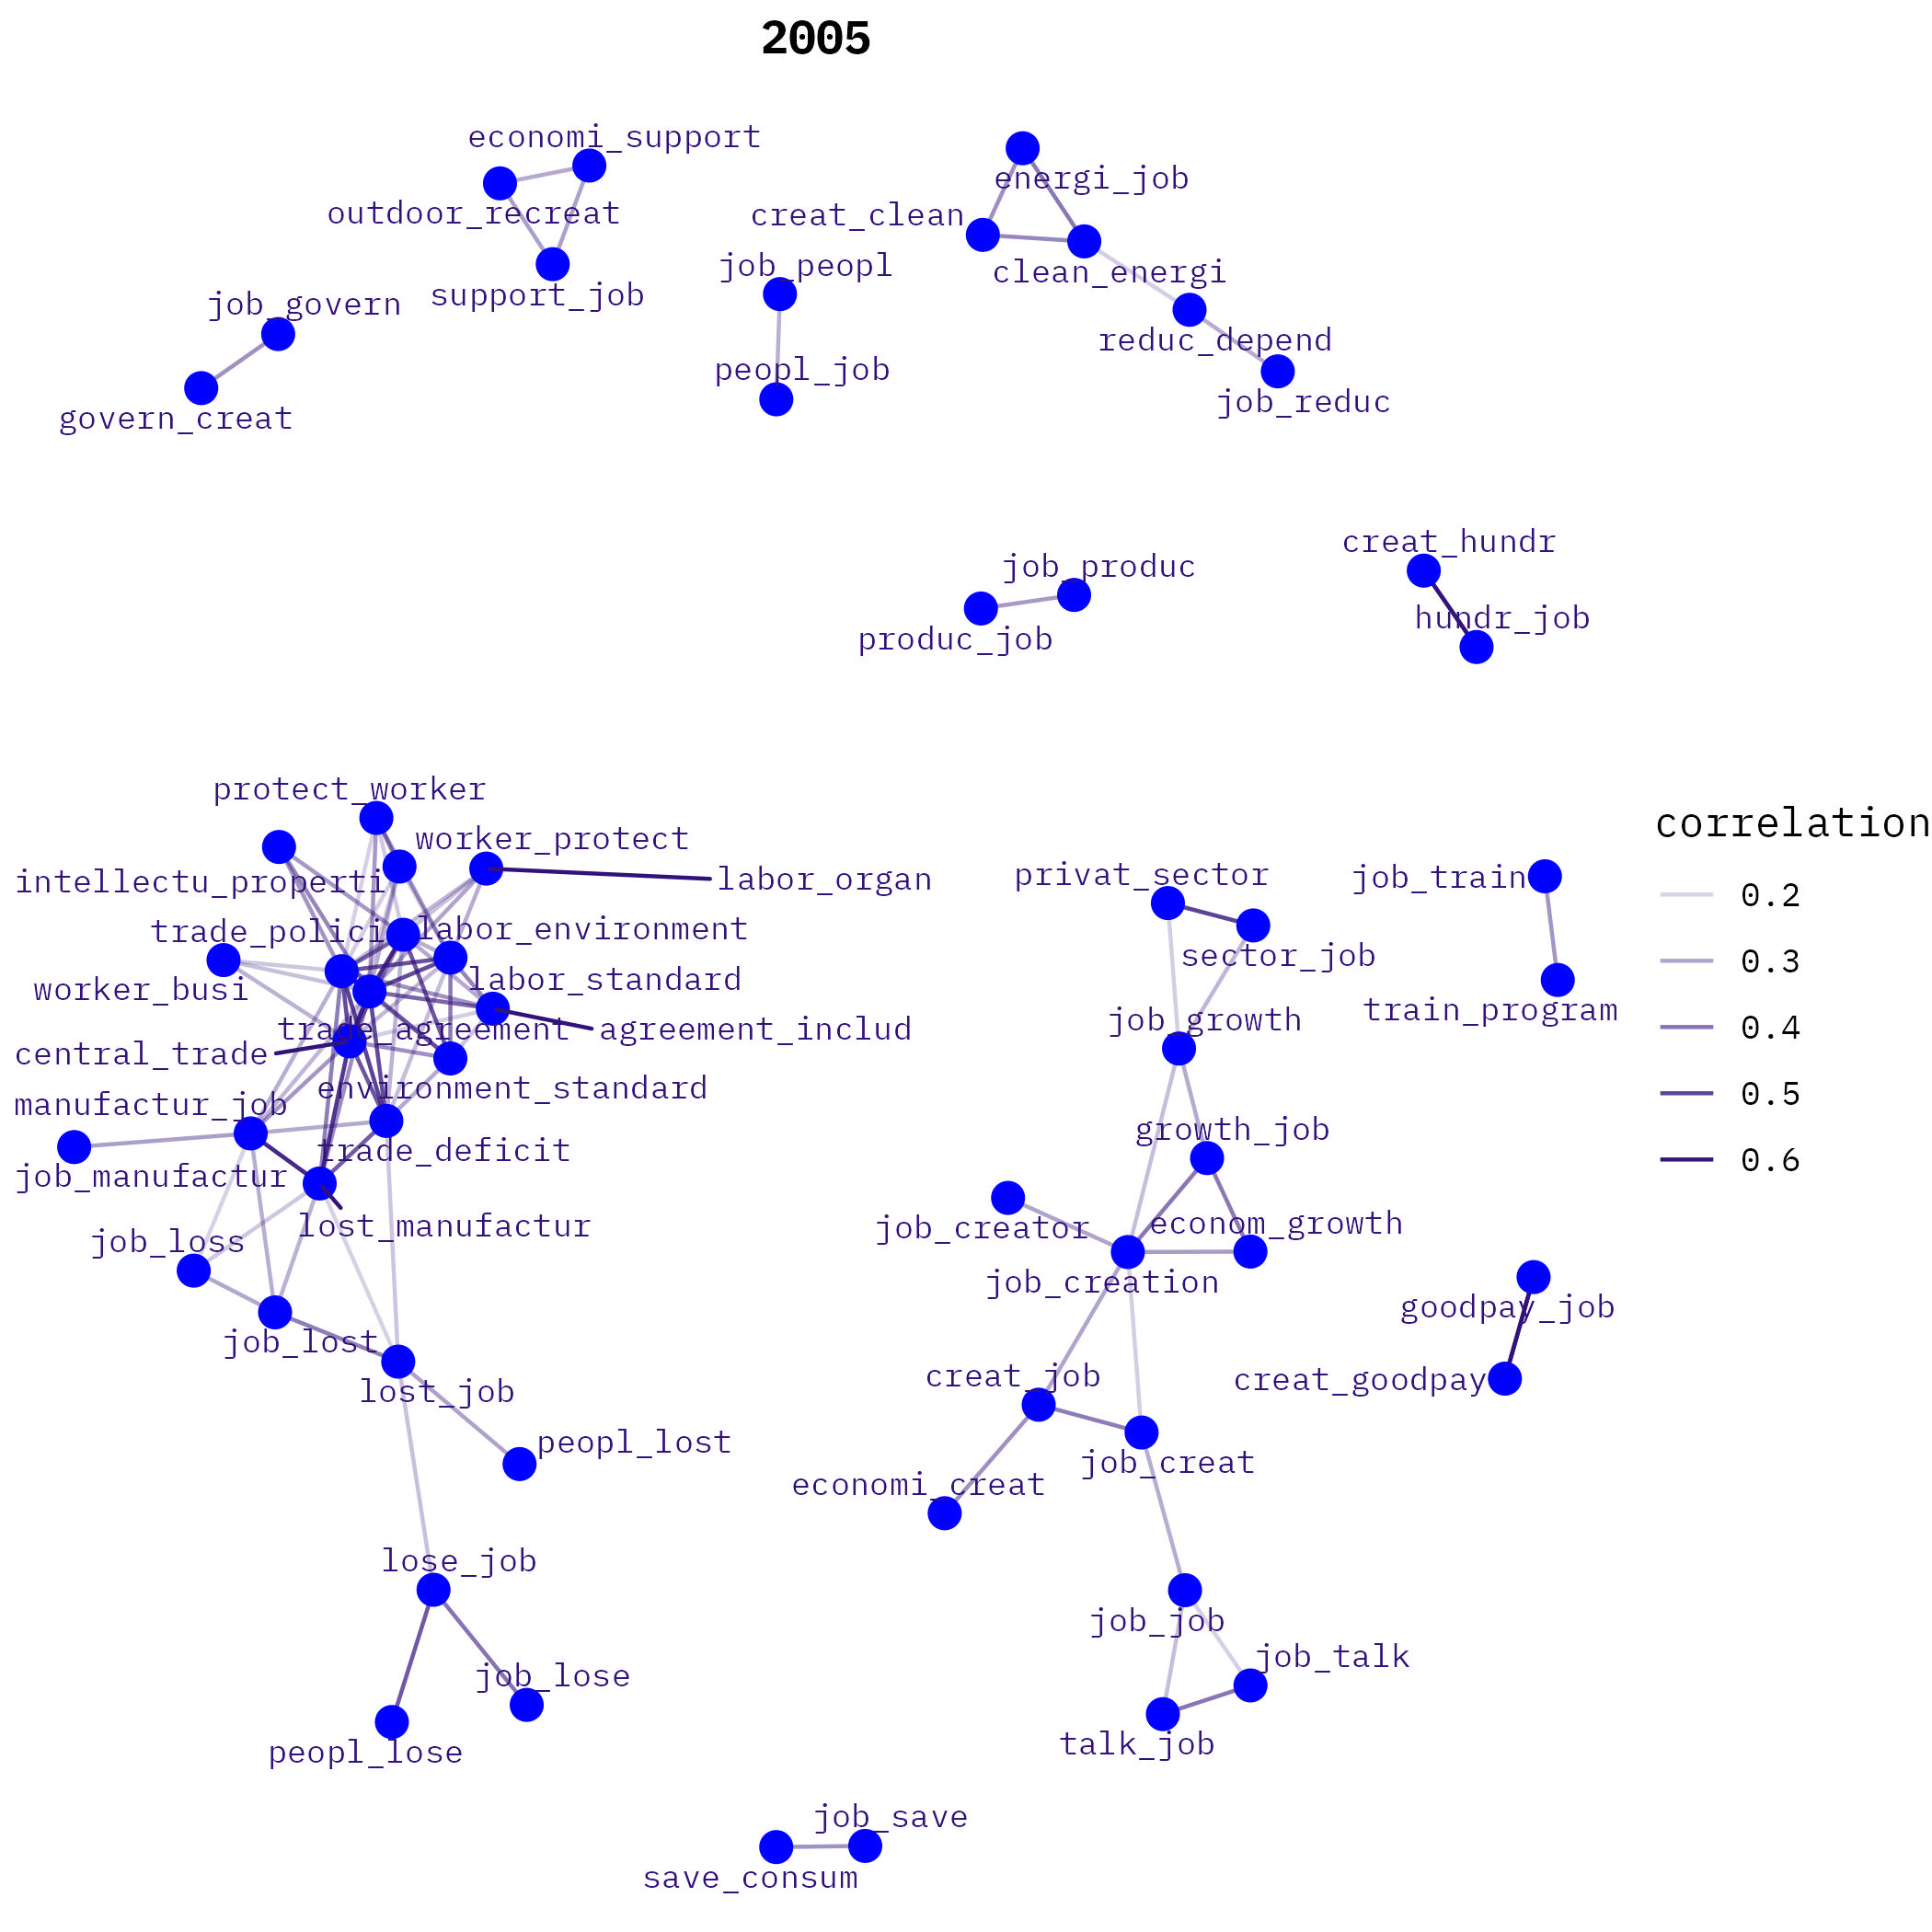 2005
economi_support
energi_job
outdoor_recreat
creat_clean
job_peopl
clean_energi
support_job
job_govern
reduc_depend
peopl_job
job_reduc
govern_creat
creat_hundr
job_produc
hundr_job
produc_job
protect_worker
worker_protect
intellectu_properti
labor_organ
trade_polici
labor_environment
worker_busi
labor_standard
trade_agreement
agreement_includ
central_trade
environment_standard
manufactur_job
trade_deficit
job_manufactur
lost_manufactur
job_loss
job_lost
lost_job
peopl_lost
lose_job
job_lose
peopl_lose
privat_sector
sector_job
job_train
train_program
job_growth
growth_job
job_creator
econom_growth
job_creation
goodpay_job
creat_job
creat_goodpay
job_creat
economi_creat
job_job
job_talk
talk_job
job_save
save_consum
correlation
0.2
0.3
0.4
0.5
0.6